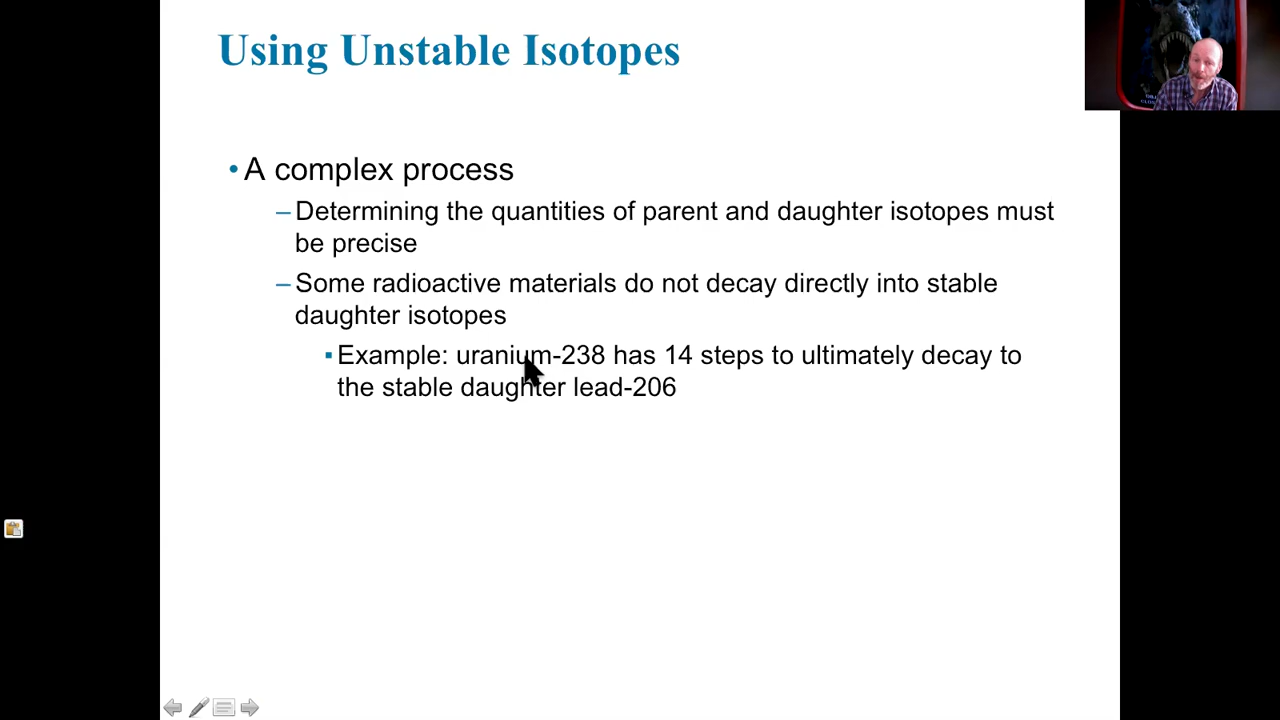 Using Unstable Isotopes
• A complex process
– Determining the quantities of parent and daughter isotopes must
be precise
– Some radioactive materials do not decay directly into stable
daughter isotopes
▪ Example: uranium-238 has 14 steps to ultimately decay to
the stable daughter lead-206